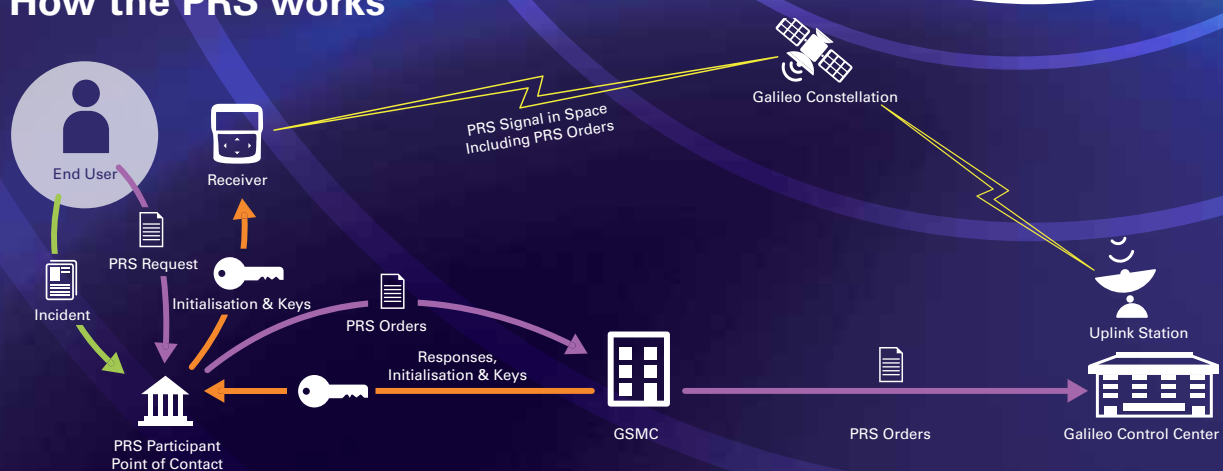 How the PRS works
Galileo Constellation
PRS Signal in Space
Including PRS Orders
End User
Receiver
PRS Request
Initialisation & Keys
Incident
PRS Orders
Uplink Station
Responses,
Initialisation & Keys
PRS Participant
Point of Contact
GSMC
PRS Orders
Galileo Control Center